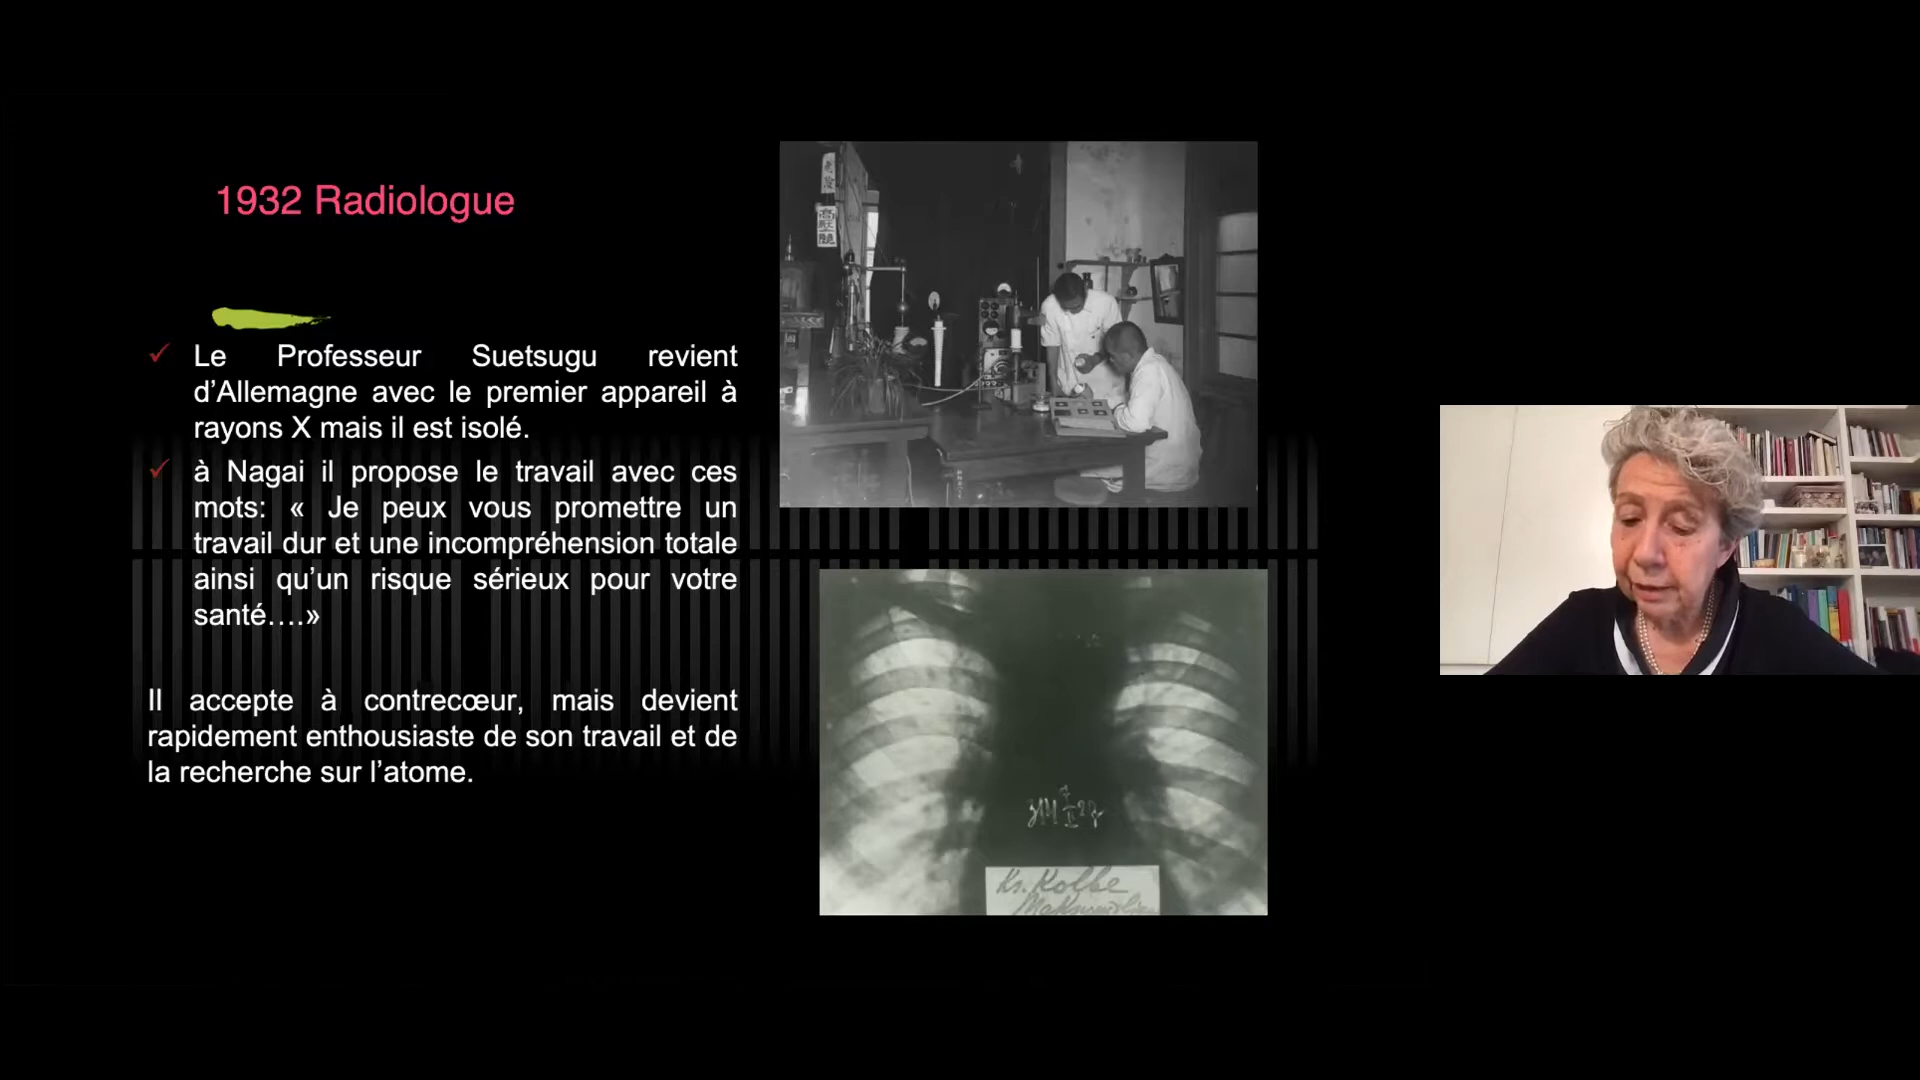 1932 Radiologue
Le Professeur Suetsugu revient
d’Allemagne avec le premier appareil à
rayons X mais il est isolé.
à Nagai il propose le travail avec ces
mots: « Je peux vous promettre un
travail dur et une incompréhension totale
ainsi qu’un risque sérieux pour votre
santé….»
Il accepte à contrecœur, mais devient
rapidement enthousiaste de son travail et de
la recherche sur l’atome.
Ks. Kolbe